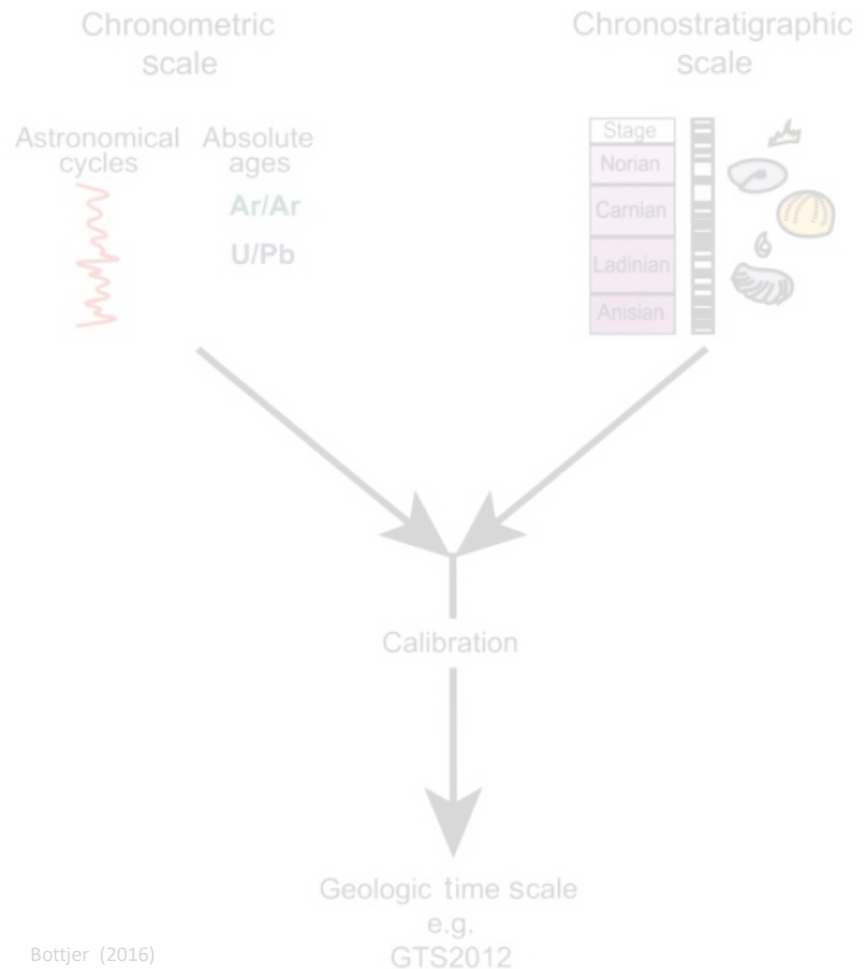 Chronometric
scale
Chronostratigraphic
scale
Astronomical
cycles
Absolute
ages
Ar/Ar
U/Pb
Stage
Norian
Carnian
Ladinian
Anisian
Calibration
Geologic time scale
e.g.
GTS2012
Bottjer (2016)